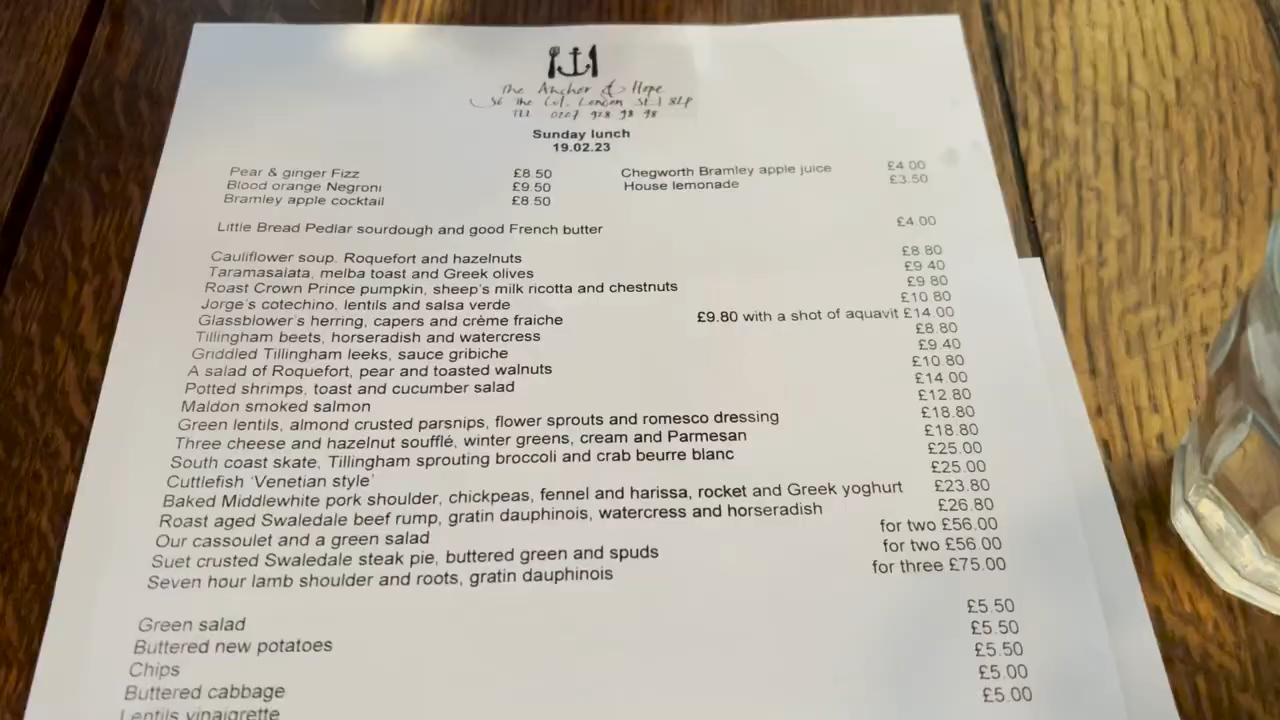 The Anchor & Hope
36 The Cut. London SE1 8LP
TEL 0207 928 98 98
Sunday lunch
19.02.23
Pear & ginger Fizz £8.50 Chegworth Bramley apple juice £4.00
Blood orange Negroni £9.50 House lemonade £3.50
Bramley apple cocktail £8.50
Little Bread Pedlar sourdough and good French butter £4.00
Cauliflower soup. Roquefort and hazelnuts £8.80
Taramasalata, melba toast and Greek olives £9.40
Roast Crown Prince pumpkin, sheep's milk ricotta and chestnuts £9.80
Jorge's cotechino, lentils and salsa verde £10.80
Glassblower's herring, capers and crème fraiche £9.80 with a shot of aquavit £14.00
Tillingham beets, horseradish and watercress £8.80
Griddled Tillingham leeks, sauce gribiche £9.40
A salad of Roquefort, pear and toasted walnuts £10.80
Potted shrimps, toast and cucumber salad £14.00
Maldon smoked salmon £12.80
Green lentils, almond crusted parsnips, flower sprouts and romesco dressing £18.80
Three cheese and hazelnut soufflé, winter greens, cream and Parmesan £18.80
South coast skate, Tillingham sprouting broccoli and crab beurre blanc £25.00
Cuttlefish 'Venetian style' £25.00
Baked Middlewhite pork shoulder, chickpeas, fennel and harissa, rocket and Greek yoghurt £23.80
Roast aged Swaledale beef rump, gratin dauphinois, watercress and horseradish £26.80
Our cassoulet and a green salad for two £56.00
Suet crusted Swaledale steak pie, buttered green and spuds for two £56.00
Seven hour lamb shoulder and roots, gratin dauphinois for three £75.00
Green salad £5.50
Buttered new potatoes £5.50
Chips £5.50
Buttered cabbage £5.00
Lentils vinaigrette £5.00